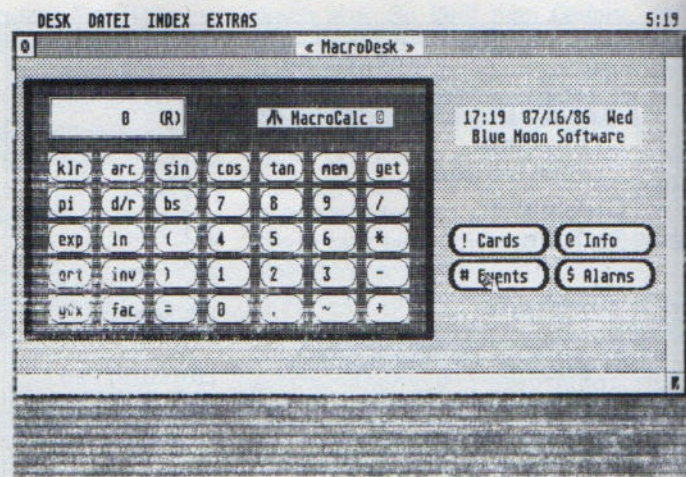 DESK DATEI INDEX EXTRAS 5:19
« MacroDesk »
0 (R)
MacroCalc ©
17:19 07/16/86 Wed
Blue Moon Software
klr arc sin cos tan mem get
pi d/r bs 7 8 9 /
exp ln ( 4 5 6 *
qrt inv ) 1 2 3 -
y^x fac = 0 . ~ +
! Cards @ Info
# Events $ Alarms